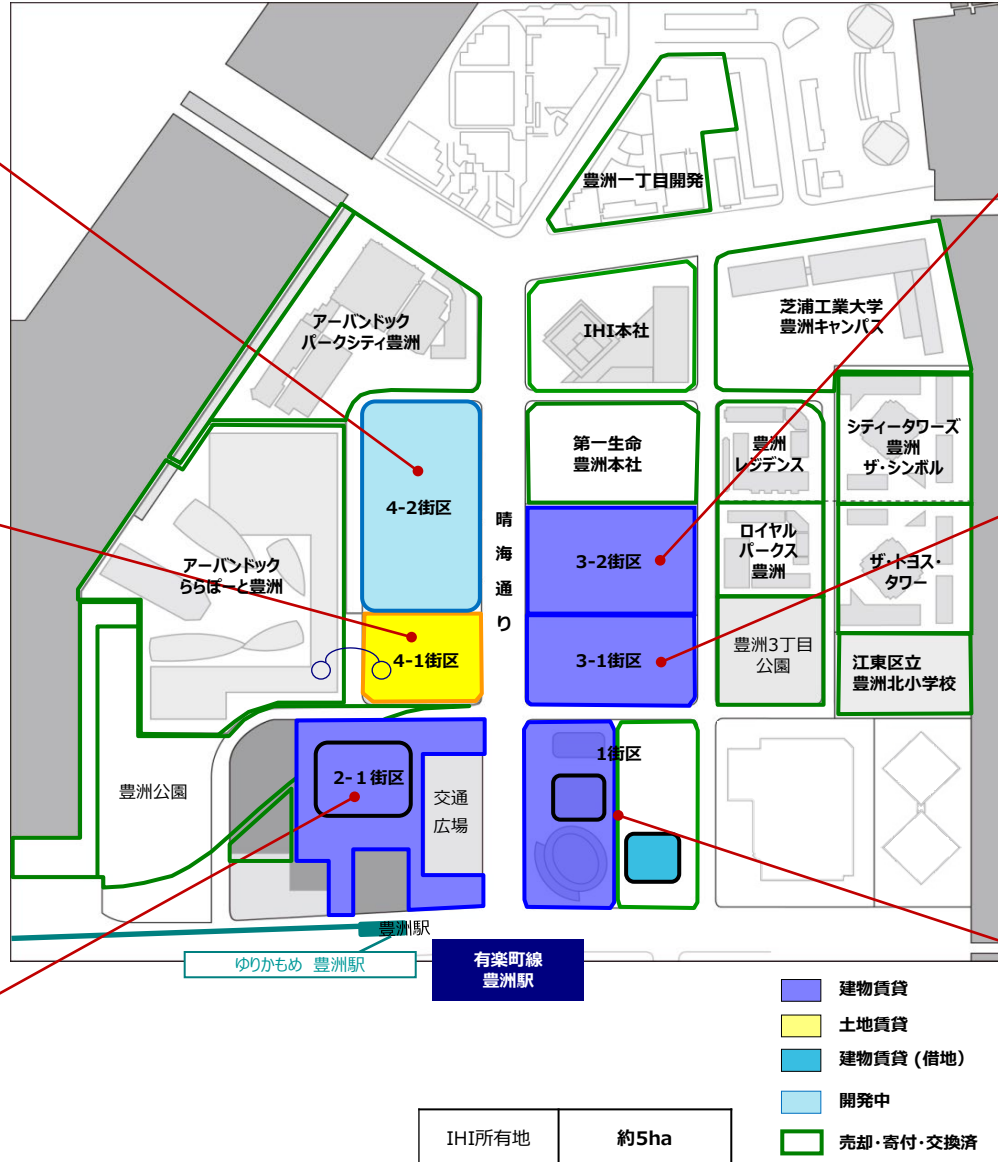 豊洲一丁目開発
アーバンドック
パークシティ豊洲
IHI本社
芝浦工業大学
豊洲キャンパス
第一生命
豊洲本社
豊洲
レジデンス
シティータワーズ
豊洲
ザ・シンボル
4-2街区
晴
海
通
り
3-2街区
ロイヤル
パークス
豊洲
ザ・トヨス・
タワー
アーバンドック
ららぽーと豊洲
4-1街区
3-1街区
豊洲3丁目
公園
江東区立
豊洲北小学校
豊洲公園
2-1街区
交通
広場
1街区
豊洲駅
ゆりかもめ 豊洲駅
有楽町線
豊洲駅
建物賃貸
土地賃貸
建物賃貸 (借地)
開発中
売却・寄付・交換済
IHI所有地 約5ha